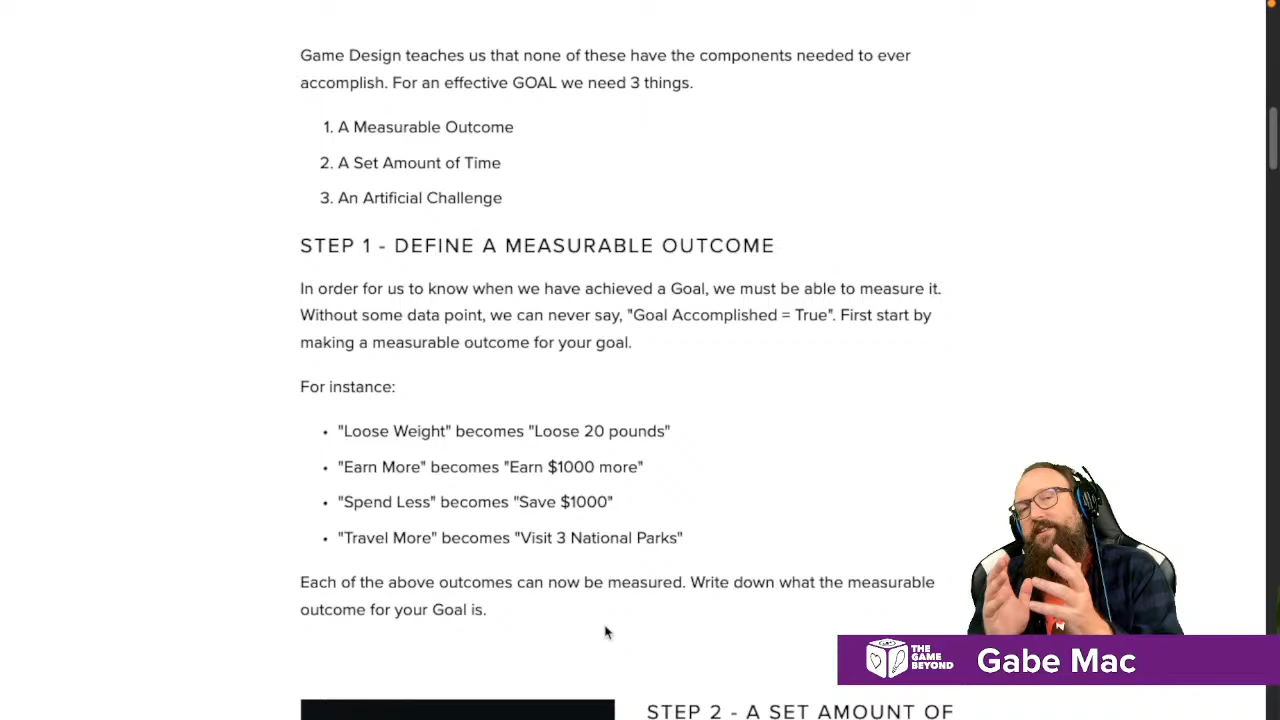 Game Design teaches us that none of these have the components needed to ever
accomplish. For an effective GOAL we need 3 things.
1. A Measurable Outcome
2. A Set Amount of Time
3. An Artificial Challenge
STEP 1 - DEFINE A MEASURABLE OUTCOME
In order for us to know when we have achieved a Goal, we must be able to measure it.
Without some data point, we can never say, "Goal Accomplished = True". First start by
making a measurable outcome for your goal.
For instance:
• "Loose Weight" becomes "Loose 20 pounds"
• "Earn More" becomes "Earn $1000 more"
• "Spend Less" becomes "Save $1000"
• "Travel More" becomes "Visit 3 National Parks"
Each of the above outcomes can now be measured. Write down what the measurable
outcome for your Goal is.
THE
GAME
BEYOND
Gabe Mac
STEP 2 - A SET AMOUNT OF